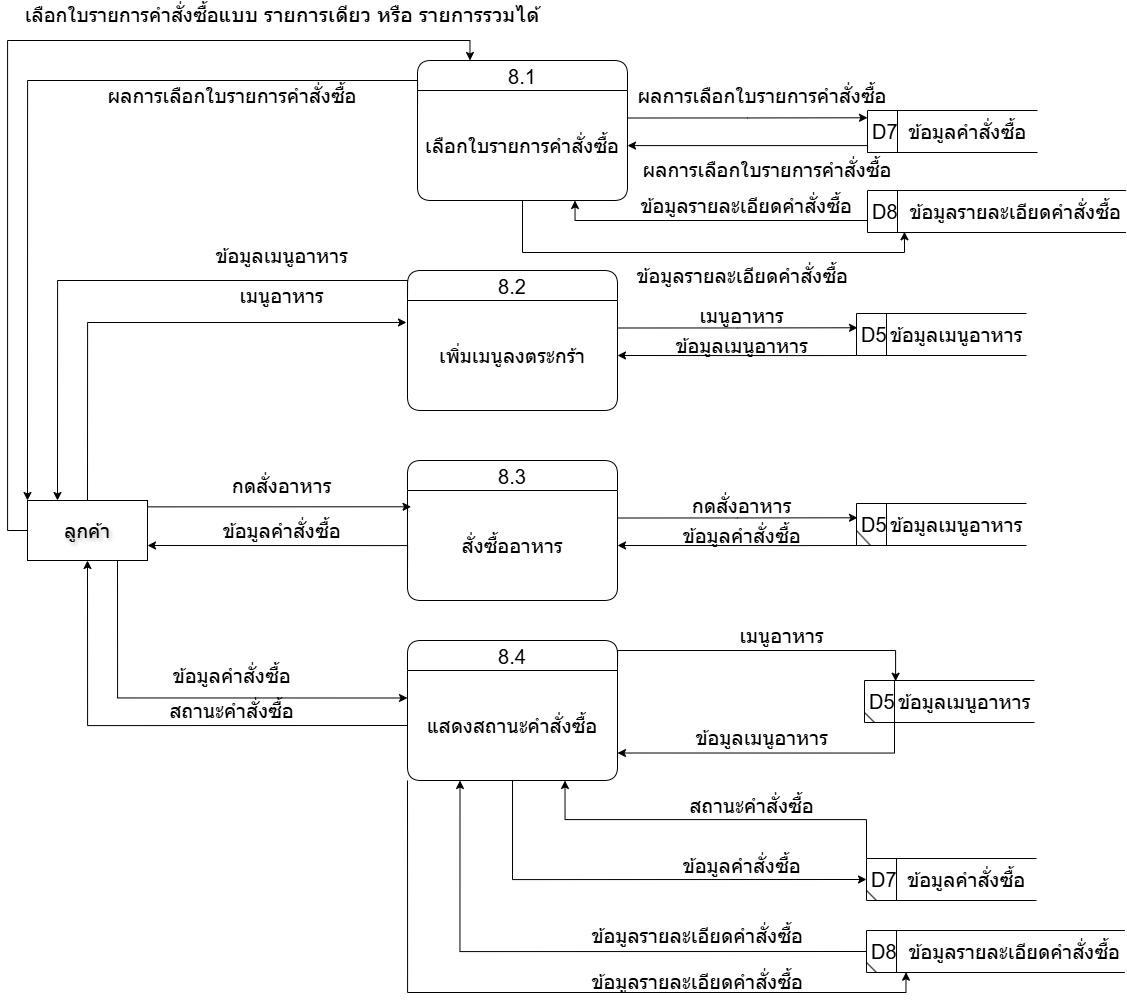 เลือกใบรายการคำสั่งซื้อแบบ รายการเดียว หรือ รายการรวมได้
8.1
ผลการเลือกใบรายการคำสั่งซื้อ
ผลการเลือกใบรายการคำสั่งซื้อ
D7 ข้อมูลคำสั่งซื้อ
เลือกใบรายการคำสั่งซื้อ
ผลการเลือกใบรายการคำสั่งซื้อ
ข้อมูลรายละเอียดคำสั่งซื้อ
D8 ข้อมูลรายละเอียดคำสั่งซื้อ
ข้อมูลเมนูอาหาร
ข้อมูลรายละเอียดคำสั่งซื้อ
8.2
เมนูอาหาร
เมนูอาหาร
D5 ข้อมูลเมนูอาหาร
ข้อมูลเมนูอาหาร
เพิ่มเมนูลงตระกร้า
8.3
กดสั่งอาหาร
กดสั่งอาหาร
D5 ข้อมูลเมนูอาหาร
ลูกค้า
ข้อมูลคำสั่งซื้อ
ข้อมูลคำสั่งซื้อ
สั่งซื้ออาหาร
เมนูอาหาร
8.4
ข้อมูลคำสั่งซื้อ
D5 ข้อมูลเมนูอาหาร
สถานะคำสั่งซื้อ
แสดงสถานะคำสั่งซื้อ
ข้อมูลเมนูอาหาร
สถานะคำสั่งซื้อ
ข้อมูลคำสั่งซื้อ
D7 ข้อมูลคำสั่งซื้อ
ข้อมูลรายละเอียดคำสั่งซื้อ
D8 ข้อมูลรายละเอียดคำสั่งซื้อ
ข้อมูลรายละเอียดคำสั่งซื้อ